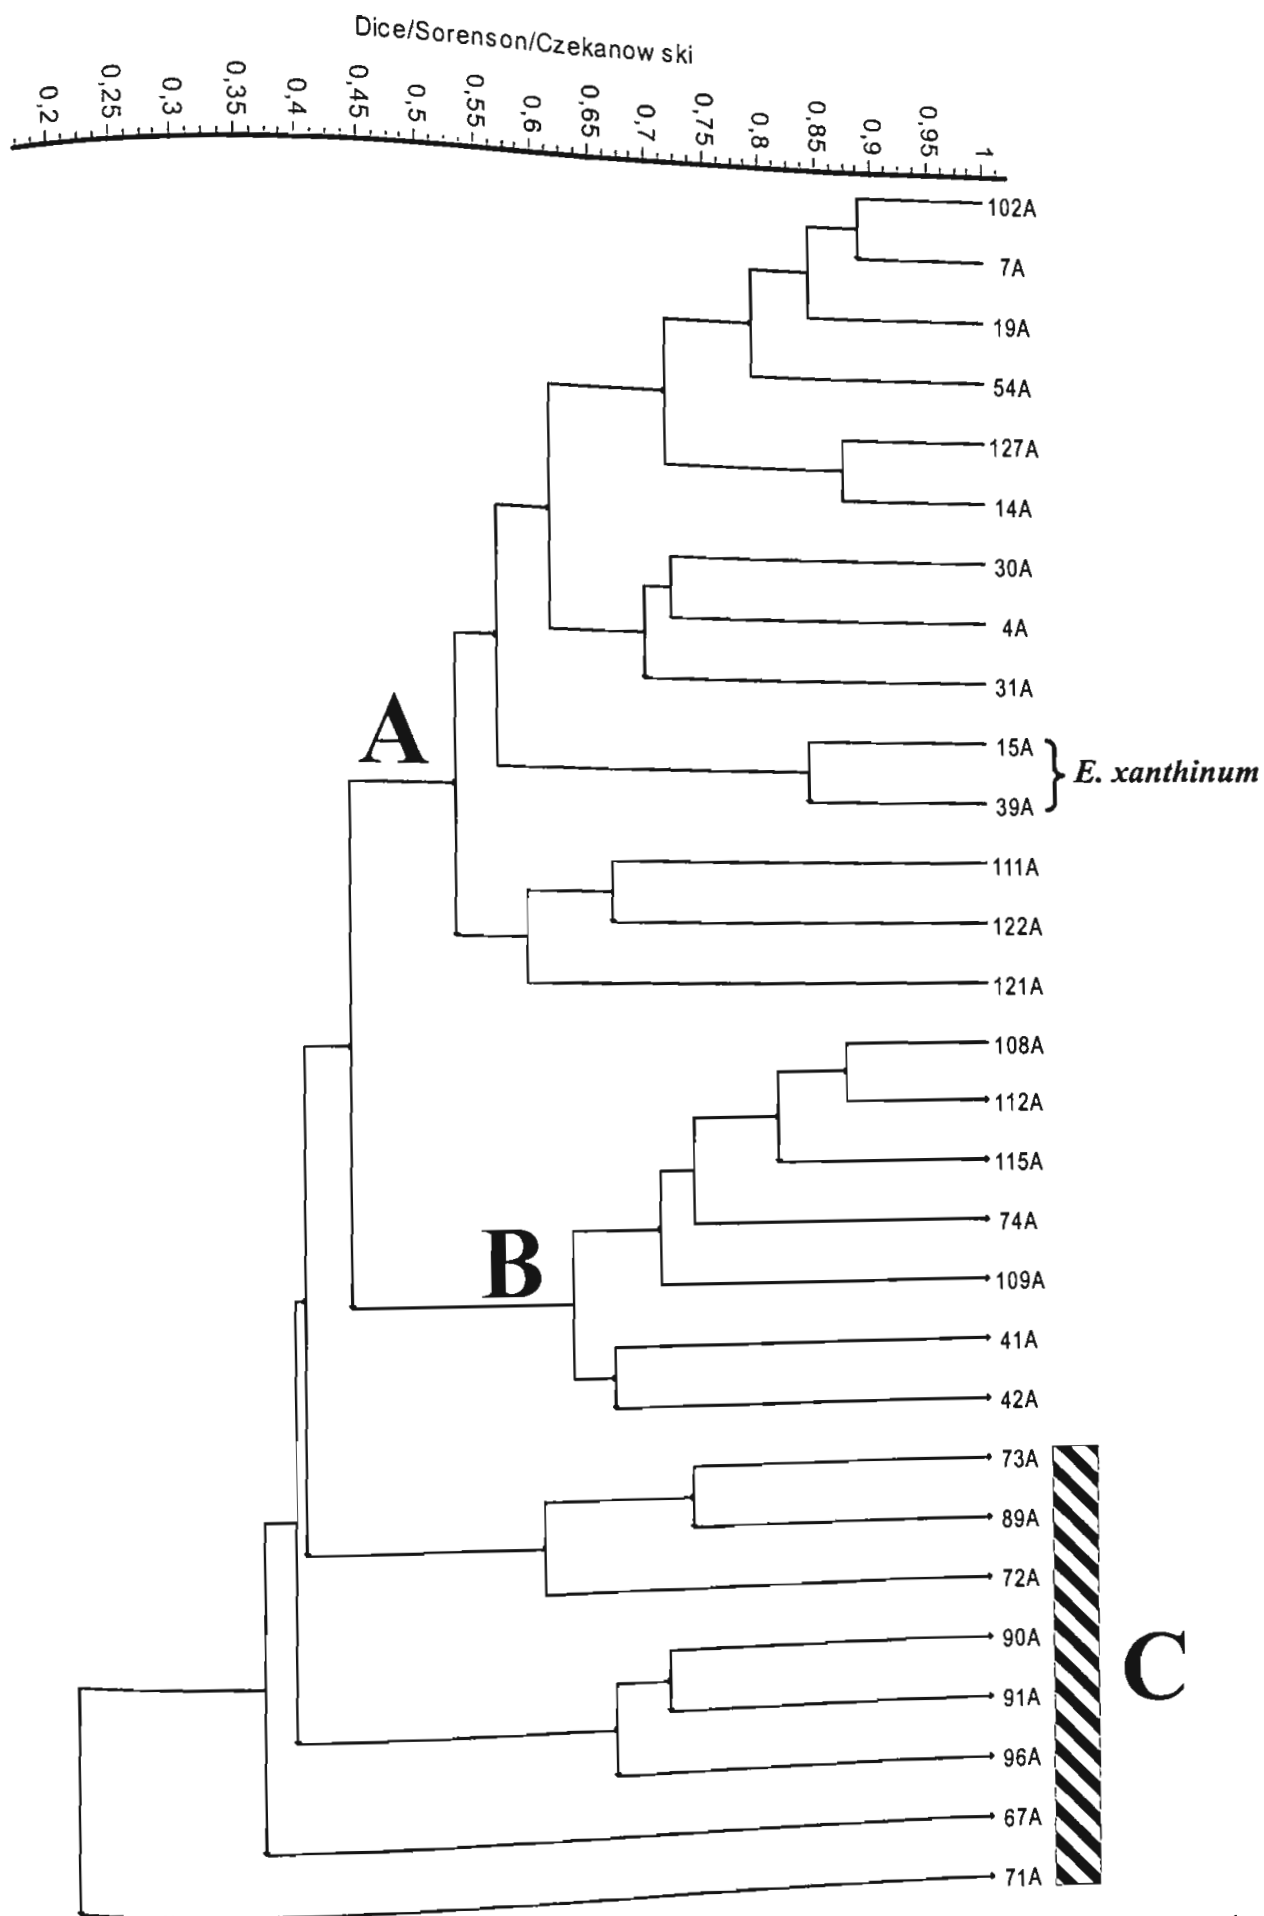 Dice/Sorenson/Czekanow ski
0,2
0,25
0,3
0,35
0,4
0,45
0,5
0,55
0,6
0,65
0,7
0,75
0,8
0,85
0,9
0,95
1
102A
7A
19A
54A
127A
14A
30A
4A
31A
A
15A
E. xanthinum
39A
111A
122A
121A
108A
112A
115A
74A
B
109A
41A
42A
73A
89A
72A
90A
C
91A
96A
67A
71A